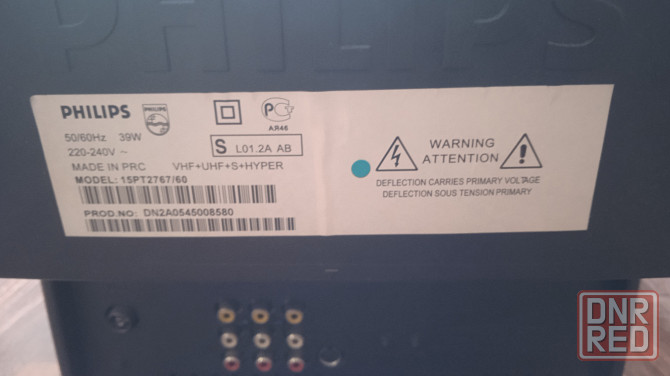 PHILIPS
PHILIPS
50/60Hz 39W
220-240V ~
MADE IN PRC VHF+UHF+S+HYPER
MODEL: 15PT2767/60
PROD.NO: DN2A0545008580
АЯ46
S L01.2A AB
WARNING
ATTENTION
DEFLECTION CARRIES PRIMARY VOLTAGE
DEFLECTION SOUS TENSION PRIMARY
DNR
RED